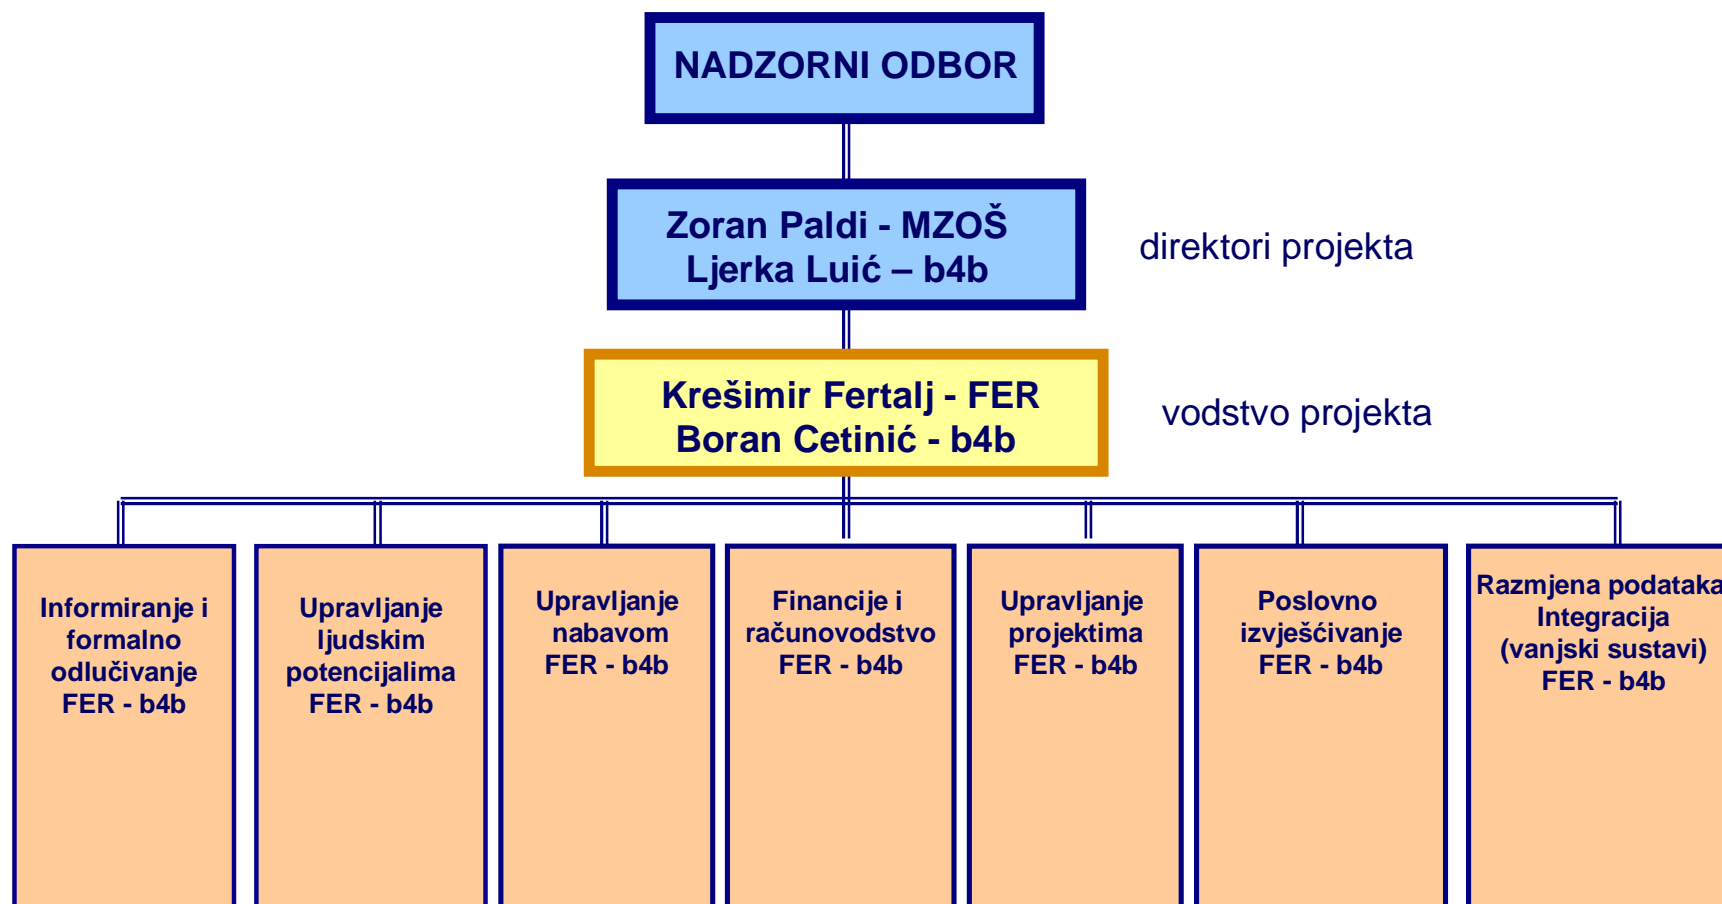 NADZORNI ODBOR
Zoran Paldi - MZOŠ
Ljerka Luić – b4b
direktori projekta
Krešimir Fertalj - FER
Boran Cetinić - b4b
vodstvo projekta
Informiranje i
formalno
odlučivanje
FER - b4b
Upravljanje
ljudskim
potencijalima
FER - b4b
Upravljanje
nabavom
FER - b4b
Financije i
računovodstvo
FER - b4b
Upravljanje
projektima
FER - b4b
Poslovno
izvješćivanje
FER - b4b
Razmjena podataka
Integracija
(vanjski sustavi)
FER - b4b